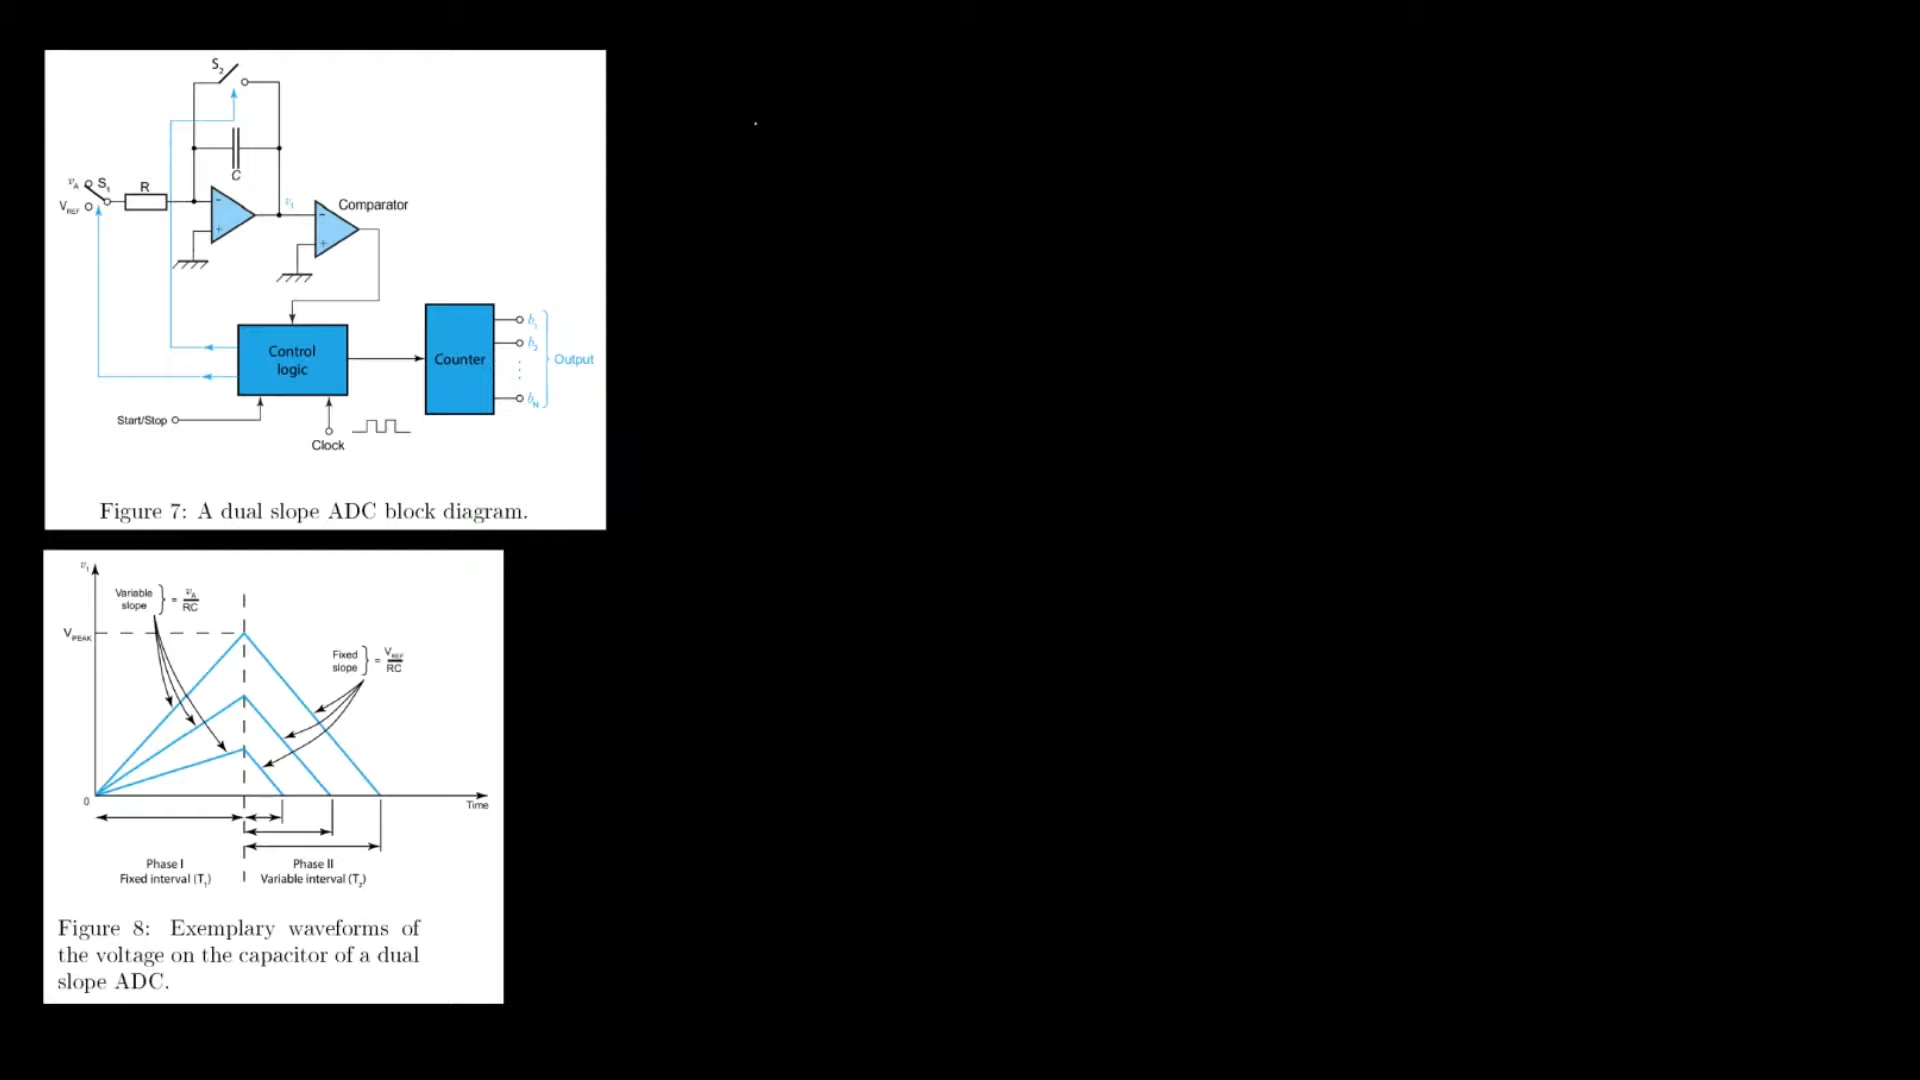 S2
C
vA
S1
R
VREF
v1
Comparator
-
+
-
+
Control
logic
Counter
b1
b2
bN
Output
Start/Stop
Clock
Figure 7: A dual slope ADC block diagram.
v1
Variable
slope
= vA
RC
VPEAK
Fixed
slope
= VREF
RC
0
Time
Phase I
Fixed interval (T1)
Phase II
Variable interval (T2)
Figure 8: Exemplary waveforms of
the voltage on the capacitor of a dual
slope ADC.